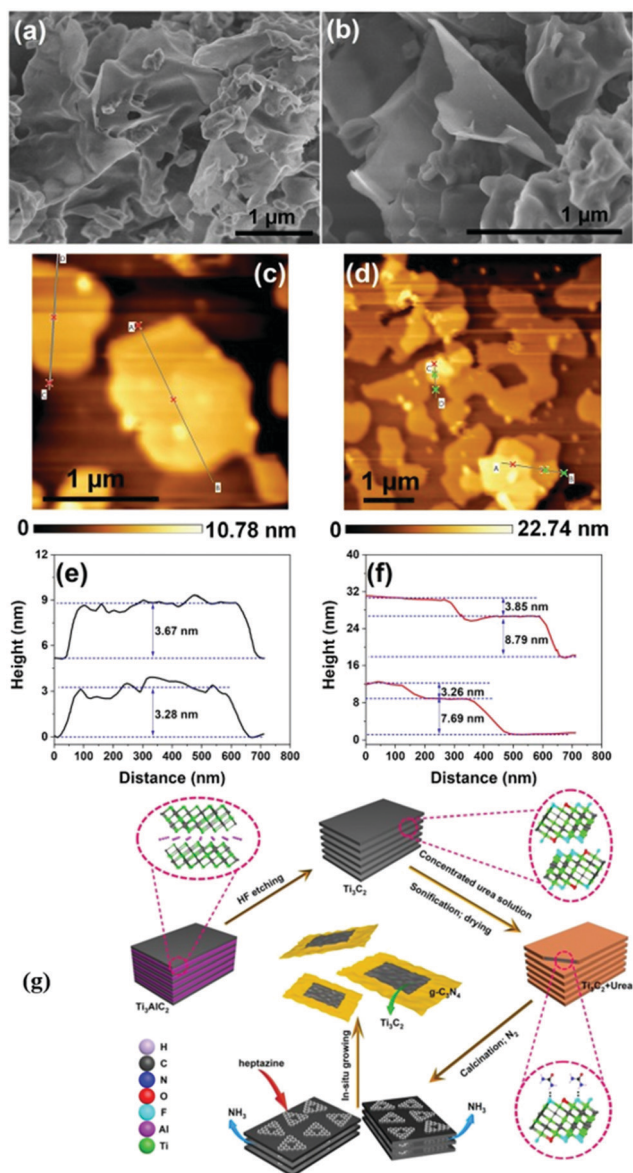 (a)
1 μm
(b)
1 μm
(c)
D
C
A
B
1 μm
(d)
C
D
A
B
1 μm
0 10.78 nm
0 22.74 nm
(e)
Height (nm)
12
9
6
3
0
3.67 nm
3.28 nm
0 100 200 300 400 500 600 700 800
Distance (nm)
(f)
Height (nm)
40
32
24
16
8
0
3.85 nm
8.79 nm
3.26 nm
7.69 nm
0 100 200 300 400 500 600 700 800
Distance (nm)
(g)
Ti₃AlC₂
HF etching
Ti₃C₂
Concentrated urea solution
Sonification; drying
Ti₃C₂+Urea
Calcination; N₂
NH₃
heptazine
NH₃
In-situ growing
g-C₃N₄
Ti₃C₂
H
C
N
O
F
Al
Ti